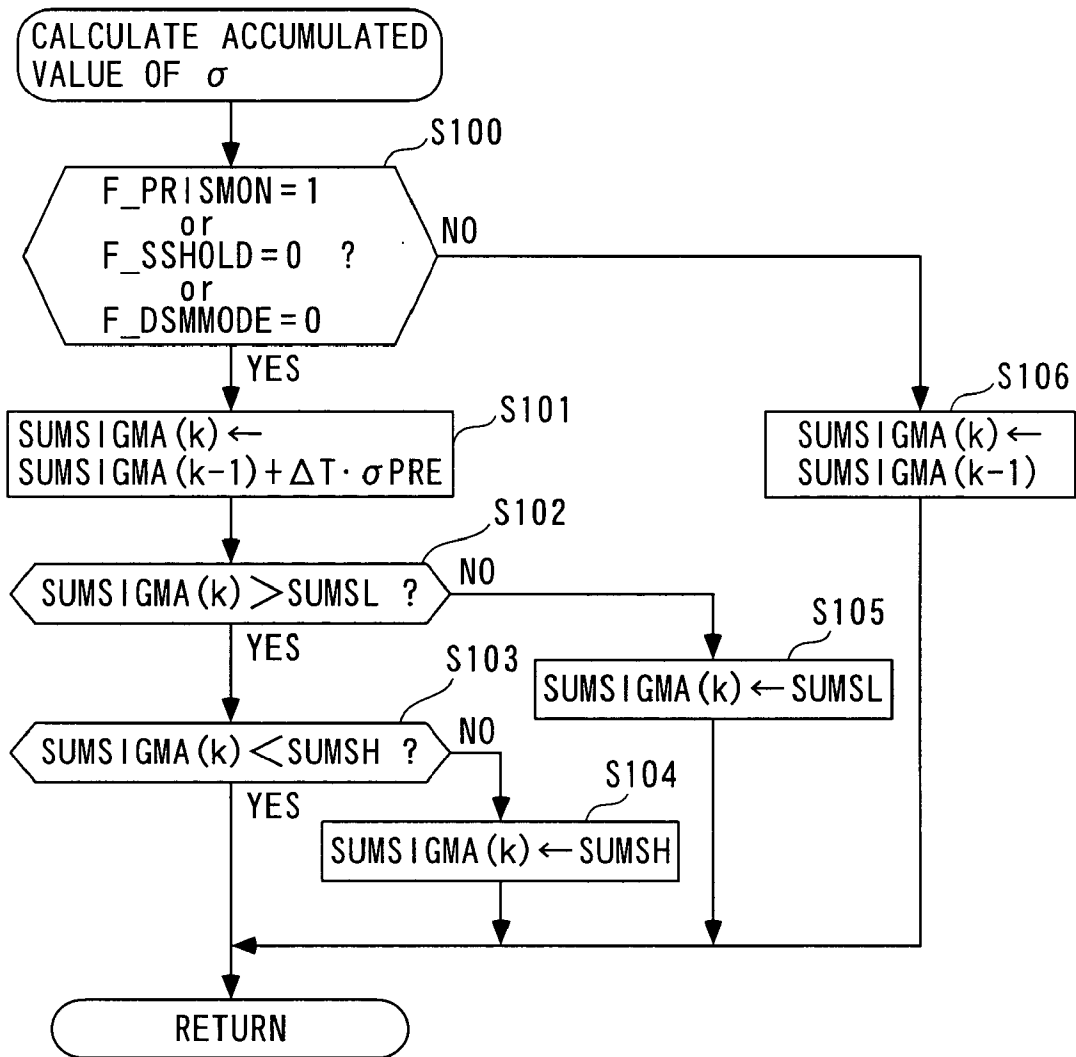 CALCULATE ACCUMULATED
VALUE OF σ
S100
F_PRISMON=1
or
F_SSHOLD=0 ?
or
F_DSMMODE=0
NO
YES
S101
SUMSIGMA(k)←
SUMSIGMA(k-1)+ΔT·σPRE
S106
SUMSIGMA(k)←
SUMSIGMA(k-1)
S102
SUMSIGMA(k)>SUMSL ?
NO
YES
S105
SUMSIGMA(k)←SUMSL
S103
SUMSIGMA(k)<SUMSH ?
NO
YES
S104
SUMSIGMA(k)←SUMSH
RETURN